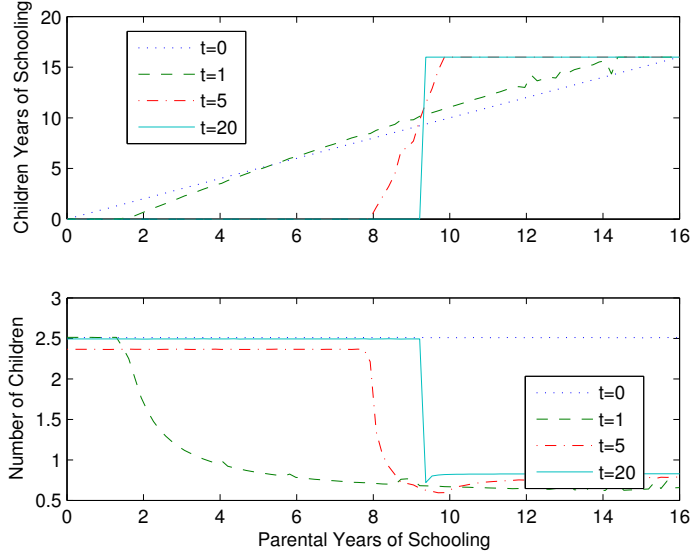 20
15
10
5
0
Children Years of Schooling
t=0
t=1
t=5
t=20
0 2 4 6 8 10 12 14 16
3
2.5
2
1.5
1
0.5
Number of Children
t=0
t=1
t=5
t=20
0 2 4 6 8 10 12 14 16
Parental Years of Schooling